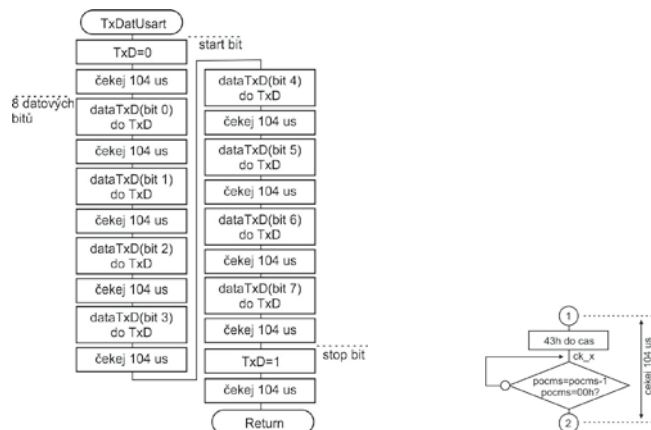 TxDatUsart
start bit
TxD=0
čekej 104 us
8 datových
bitů
dataTxD(bit 0)
do TxD
čekej 104 us
dataTxD(bit 1)
do TxD
čekej 104 us
dataTxD(bit 2)
do TxD
čekej 104 us
dataTxD(bit 3)
do TxD
čekej 104 us
dataTxD(bit 4)
do TxD
čekej 104 us
dataTxD(bit 5)
do TxD
čekej 104 us
dataTxD(bit 6)
do TxD
čekej 104 us
dataTxD(bit 7)
do TxD
čekej 104 us
stop bit
TxD=1
čekej 104 us
Return
1
43h do cas
ck_x
pocms=pocms-1
pocms=00h?
2
cekej 104 us